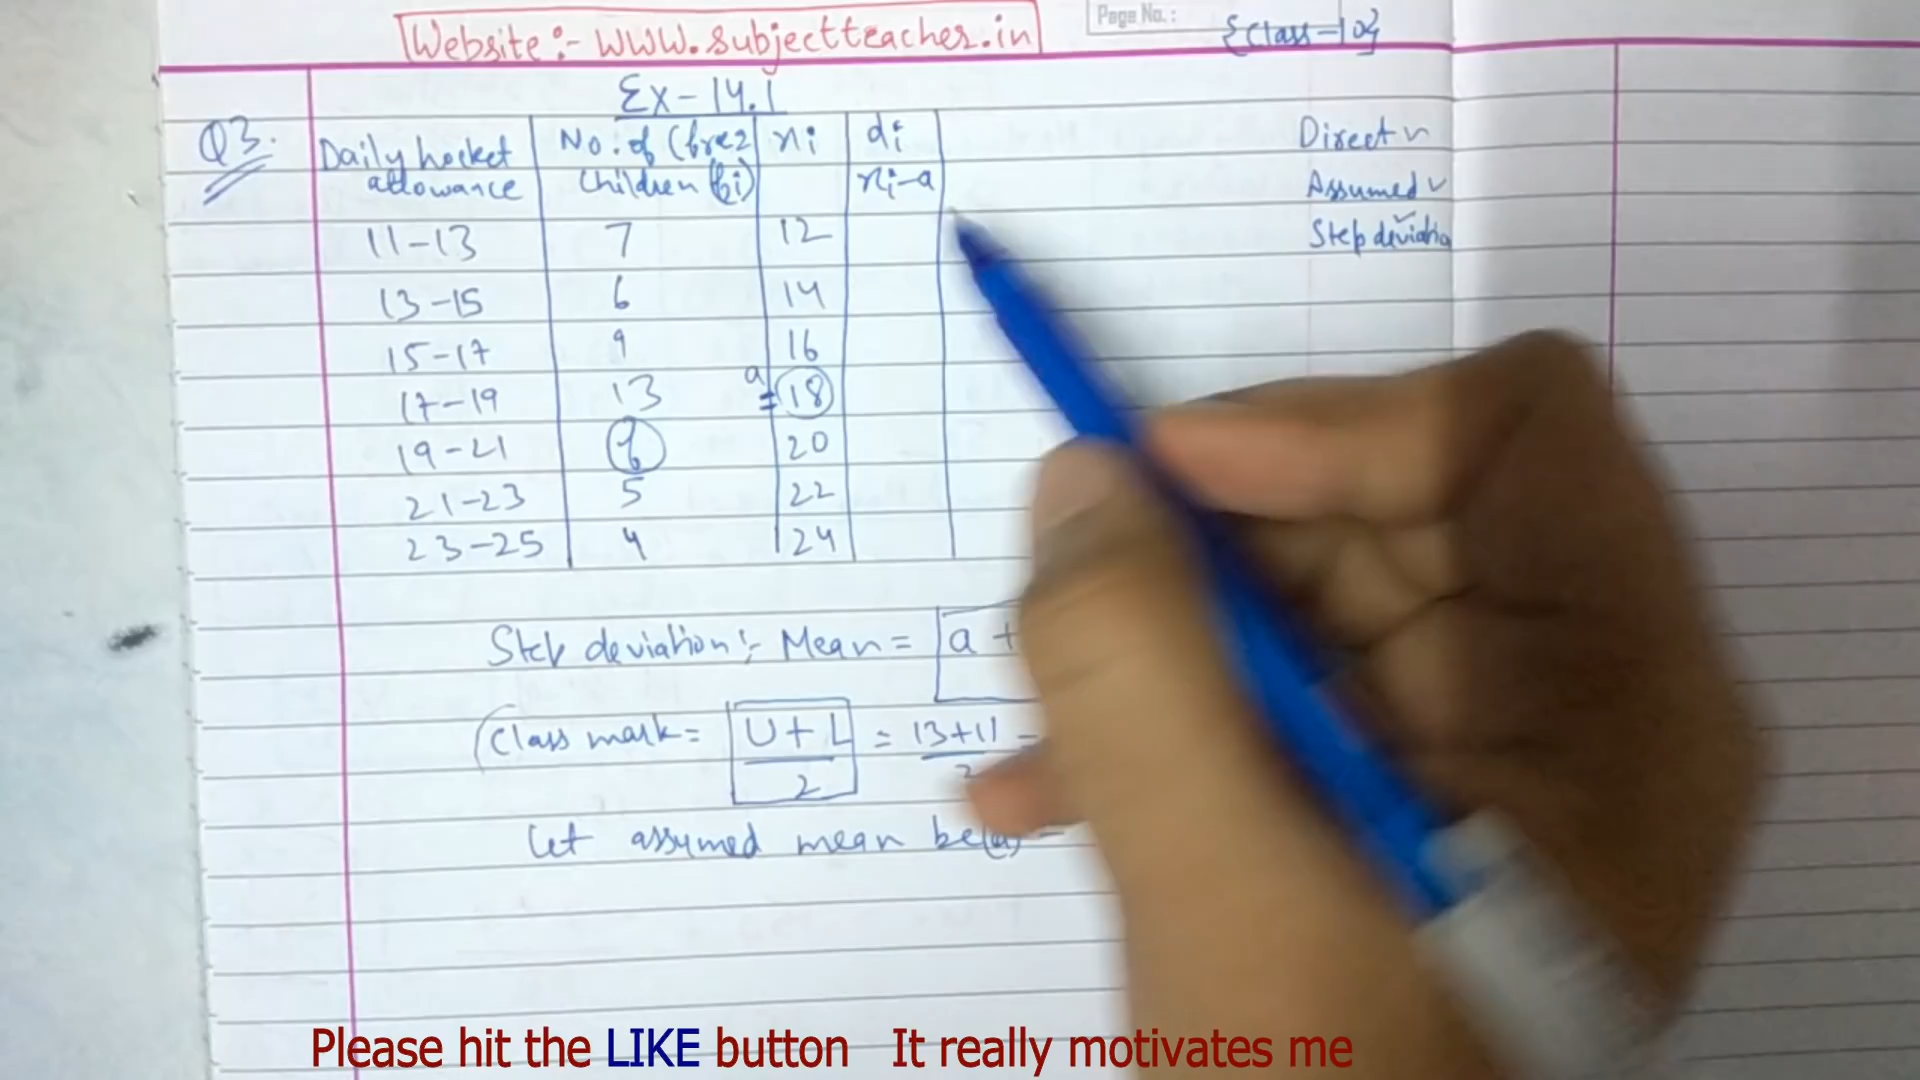 Website:- www.subjectteacher.in
Page No.:
{Class-10}
Ex-14.1
Q3.
Daily pocket allowance
No. of Children (fi)
xi
di
xi-a
Direct
Assumed
Step deviation
11-13 7 12
13-15 6 14
15-17 9 16
17-19 13 a = 18
19-21 f 20
21-23 5 22
23-25 4 24
Step deviation:- Mean = a +
Class mark = U+L/2 = 13+11/2 =
Let assumed mean be (a) =
Please hit the LIKE button It really motivates me